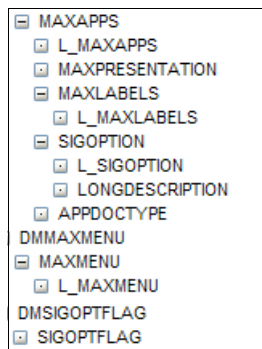 MAXAPPS
L_MAXAPPS
MAXPRESENTATION
MAXLABELS
L_MAXLABELS
SIGOPTION
L_SIGOPTION
LONGDESCRIPTION
APPDOCTYPE
DMMAXMENU
MAXMENU
L_MAXMENU
DMSIGOPTFLAG
SIGOPTFLAG